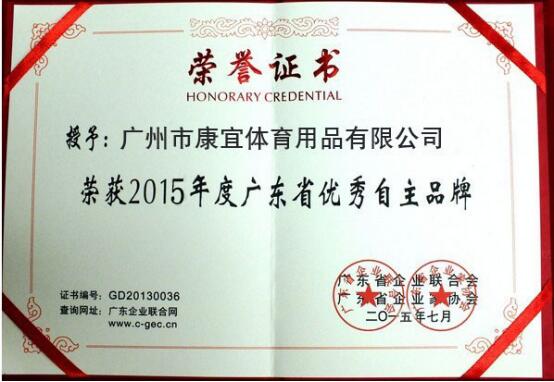 荣誉证书
HONORARY CREDENTIAL
授予：广州市康宜体育用品有限公司
荣获2015年度广东省优秀自主品牌
证书编号：GD20130036
查询网址：广东企业联合网
www.c-gec.cn
广东省企业联合会
广东省企业家协会
二〇一五年七月